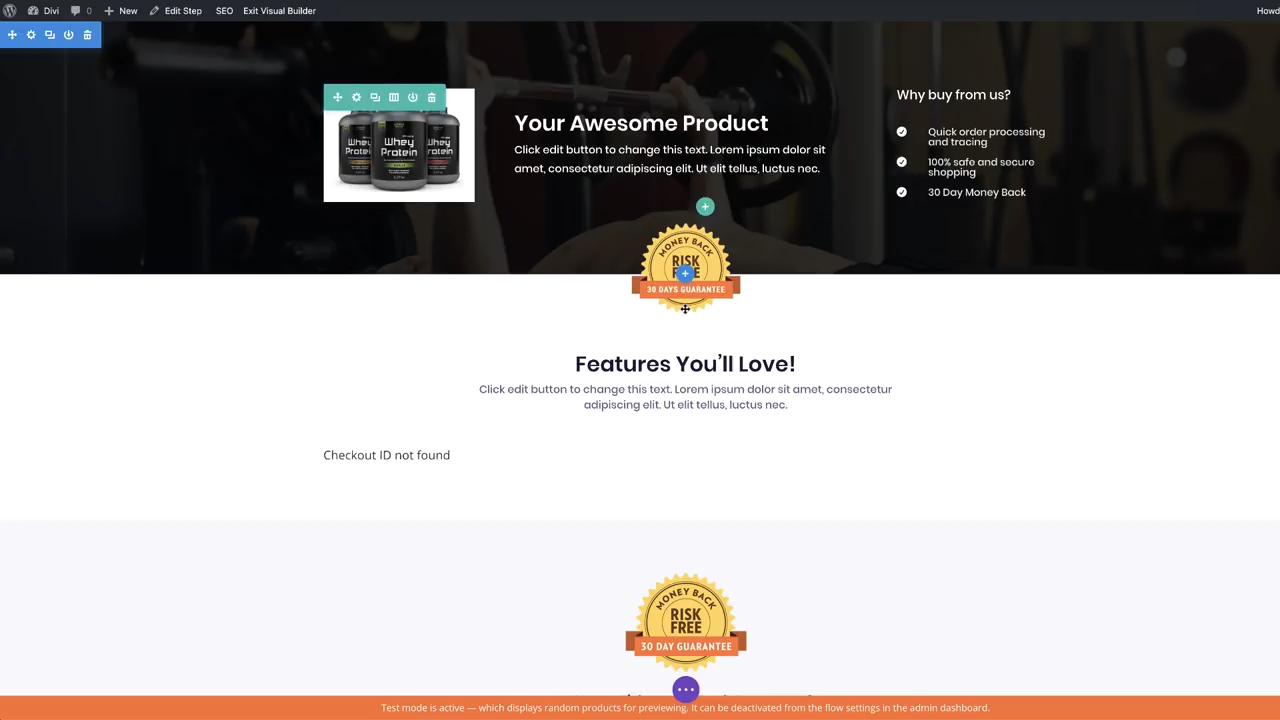 Divi 0 New Edit Step SEO Exit Visual Builder Howd
Why buy from us?
Your Awesome Product
Click edit button to change this text. Lorem ipsum dolor sit
amet, consectetur adipiscing elit. Ut elit tellus, luctus nec.
Quick order processing
and tracing
100% safe and secure
shopping
30 Day Money Back
Whey
Protein
MONEY BACK
RISK
30 DAYS GUARANTEE
Features You'll Love!
Click edit button to change this text. Lorem ipsum dolor sit amet, consectetur
adipiscing elit. Ut elit tellus, luctus nec.
Checkout ID not found
MONEY BACK
RISK
FREE
30 DAY GUARANTEE
Test mode is active — which displays random products for previewing. It can be deactivated from the flow settings in the admin dashboard.